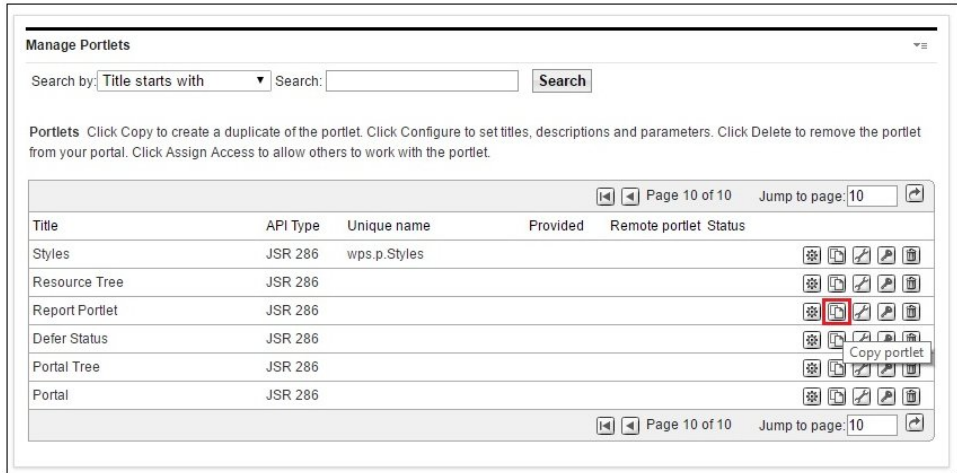 Manage Portlets
Search by: Title starts with Search: Search
Portlets Click Copy to create a duplicate of the portlet. Click Configure to set titles, descriptions and parameters. Click Delete to remove the portlet
from your portal. Click Assign Access to allow others to work with the portlet.
Page 10 of 10 Jump to page: 10
Title API Type Unique name Provided Remote portlet Status
Styles JSR 286 wps.p.Styles
Resource Tree JSR 286
Report Portlet JSR 286
Defer Status JSR 286
Copy portlet
Portal Tree JSR 286
Portal JSR 286
Page 10 of 10 Jump to page: 10